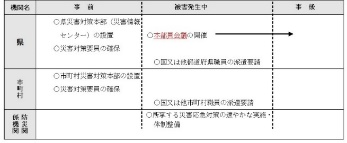 機関名
事　前
被害発生中
事　後
県
○県災害対策本部（災害情報
センター）の設置
○災害対策要員の確保
○本部員会議の開催
○国又は他都道府県職員の派遣要請
市町村
○市町村災害対策本部の設置
○災害対策要員の確保
○国又は他市町村職員の派遣要請
防災関係機関
○所掌する災害応急対策の速やかな実施・
体制整備